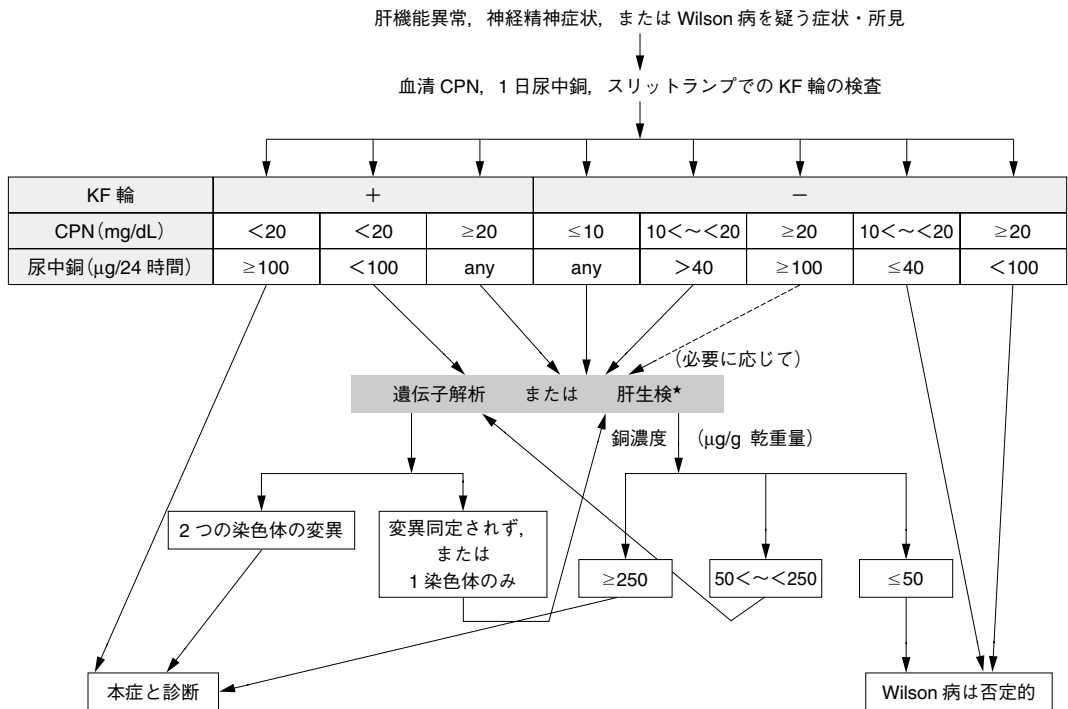 肝機能異常，神経精神症状，または Wilson 病を疑う症状・所見
血清 CPN，1 日尿中銅，スリットランプでの KF 輪の検査
KF 輪 ＋ −
CPN（mg/dL） ＜20 ＜20 ≧20 ≦10 10＜〜＜20 ≧20 10＜〜＜20 ≧20
尿中銅（μg/24 時間） ≧100 ＜100 any any ＞40 ≧100 ≦40 ＜100
（必要に応じて）
遺伝子解析 または 肝生検★
銅濃度 （μg/g 乾重量）
2 つの染色体の変異
変異同定されず，
または
1 染色体のみ
≧250 50＜〜＜250 ≦50
本症と診断 Wilson 病は否定的